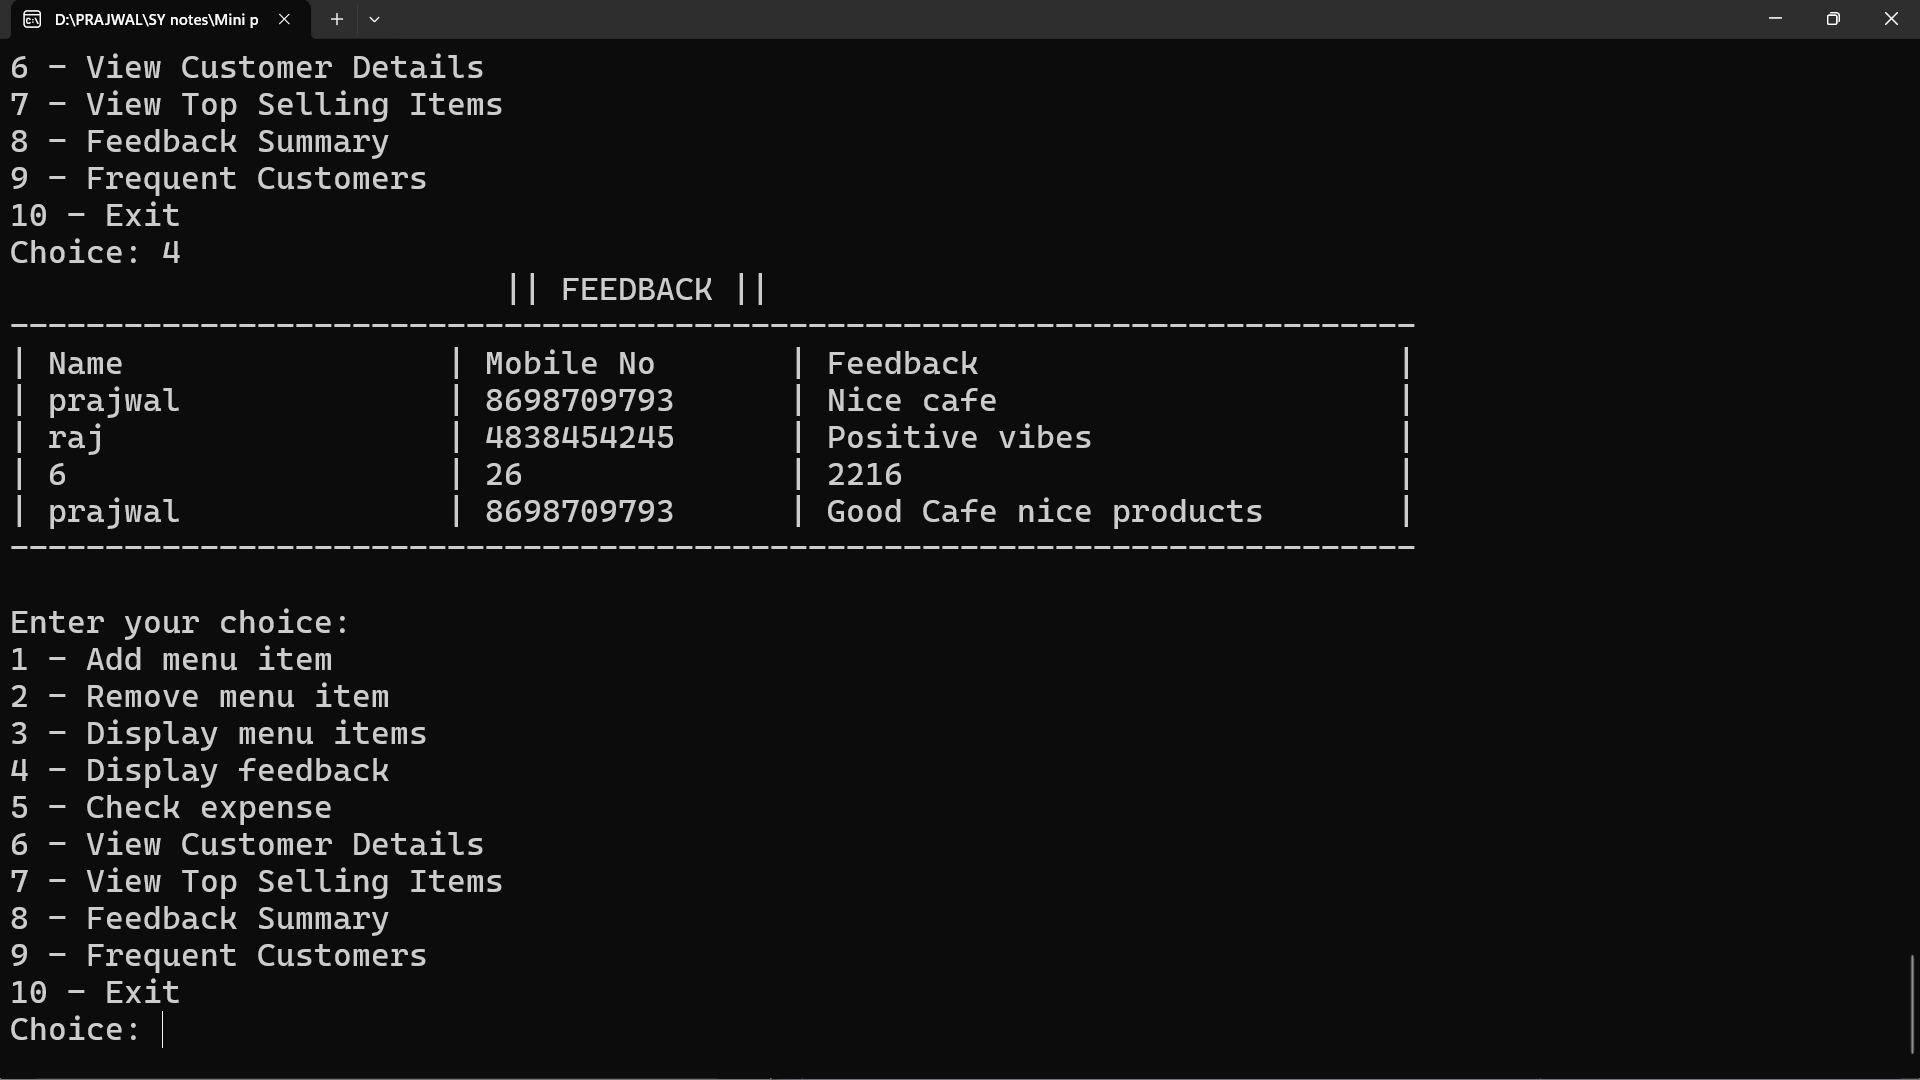 D:\PRAJWAL\SY notes\Mini p
6 - View Customer Details
7 - View Top Selling Items
8 - Feedback Summary
9 - Frequent Customers
10 - Exit
Choice: 4
|| FEEDBACK ||
--------------------------------------------------------------------------
| Name | Mobile No | Feedback |
| prajwal | 8698709793 | Nice cafe |
| raj | 4838454245 | Positive vibes |
| 6 | 26 | 2216 |
| prajwal | 8698709793 | Good Cafe nice products |
--------------------------------------------------------------------------
Enter your choice:
1 - Add menu item
2 - Remove menu item
3 - Display menu items
4 - Display feedback
5 - Check expense
6 - View Customer Details
7 - View Top Selling Items
8 - Feedback Summary
9 - Frequent Customers
10 - Exit
Choice: